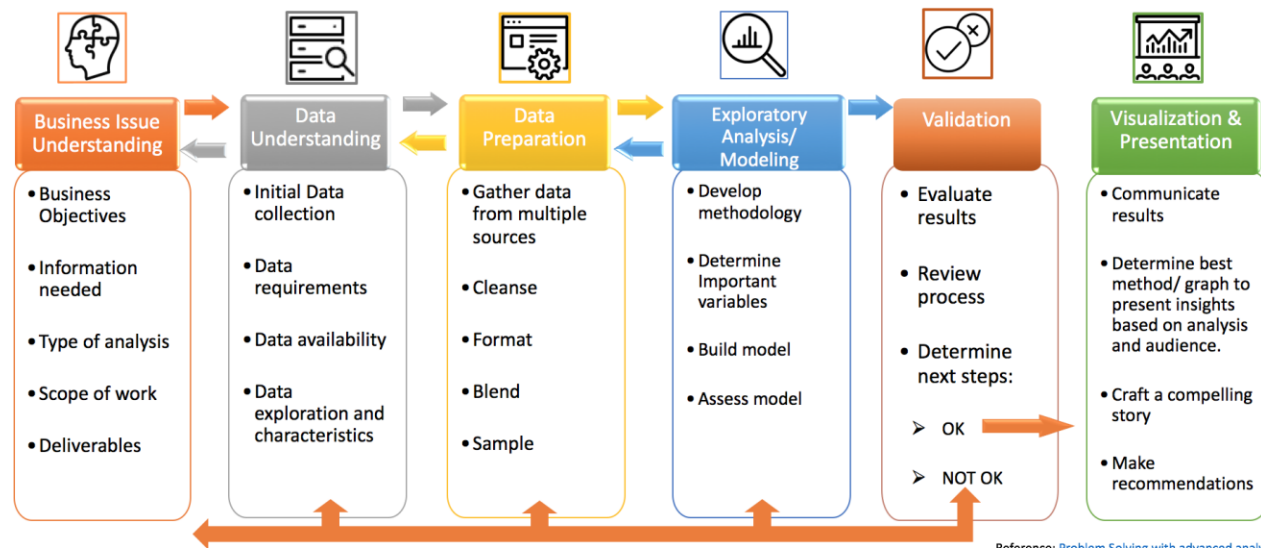 Business Issue
Understanding
Data
Understanding
Data
Preparation
Exploratory
Analysis/
Modeling
Validation
Visualization &
Presentation
• Business
Objectives
• Information
needed
• Type of analysis
• Scope of work
• Deliverables
• Initial Data
collection
• Data
requirements
• Data availability
• Data
exploration and
characteristics
• Gather data
from multiple
sources
• Cleanse
• Format
• Blend
• Sample
• Develop
methodology
• Determine
Important
variables
• Build model
• Assess model
• Evaluate
results
• Review
process
• Determine
next steps:
➢ OK
➢ NOT OK
• Communicate
results
• Determine best
method/ graph to
present insights
based on analysis
and audience.
• Craft a compelling
story
• Make
recommendations
Reference: Problem Solving with advanced